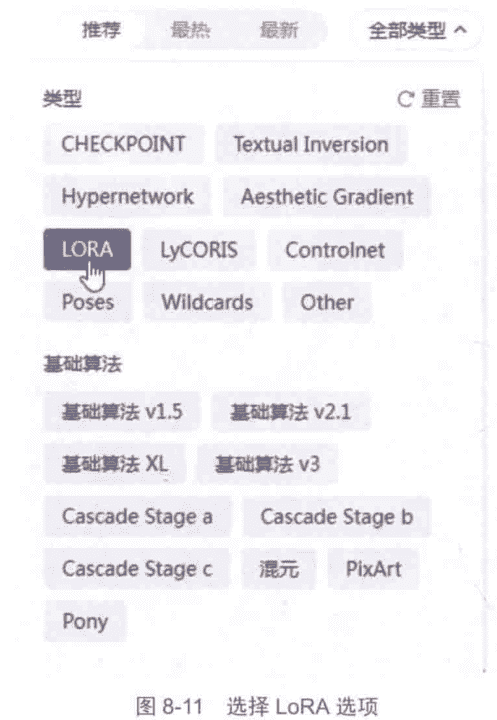 推荐 最热 最新 全部类型
类型 重置
CHECKPOINT Textual Inversion
Hypernetwork Aesthetic Gradient
LORA LyCORIS Controlnet
Poses Wildcards Other
基础算法
基础算法 v1.5 基础算法 v2.1
基础算法 XL 基础算法 v3
Cascade Stage a Cascade Stage b
Cascade Stage c 混元 PixArt
Pony
图 8-11 选择 LoRA 选项